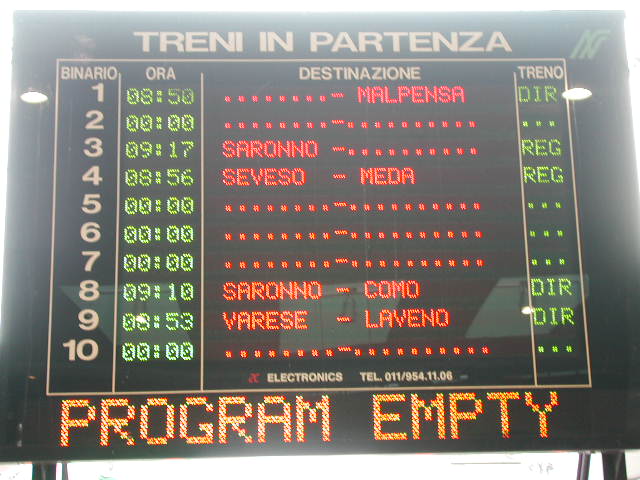 TRENI IN PARTENZA
BINARIO ORA DESTINAZIONE TRENO
1 08:50 ........- MALPENSA DIR
2 00:00 ........-.......... ...
3 09:17 SARONNO -.......... REG
4 08:56 SEVESO - MEDA REG
5 00:00 ........-.......... ...
6 00:00 ........-.......... ...
7 00:00 ........-.......... ...
8 09:10 SARONNO - COMO DIR
9 08:53 VARESE - LAVENO DIR
10 00:00 ........-.......... ...
ELECTRONICS TEL. 011/954.11.06
PROGRAM EMPTY